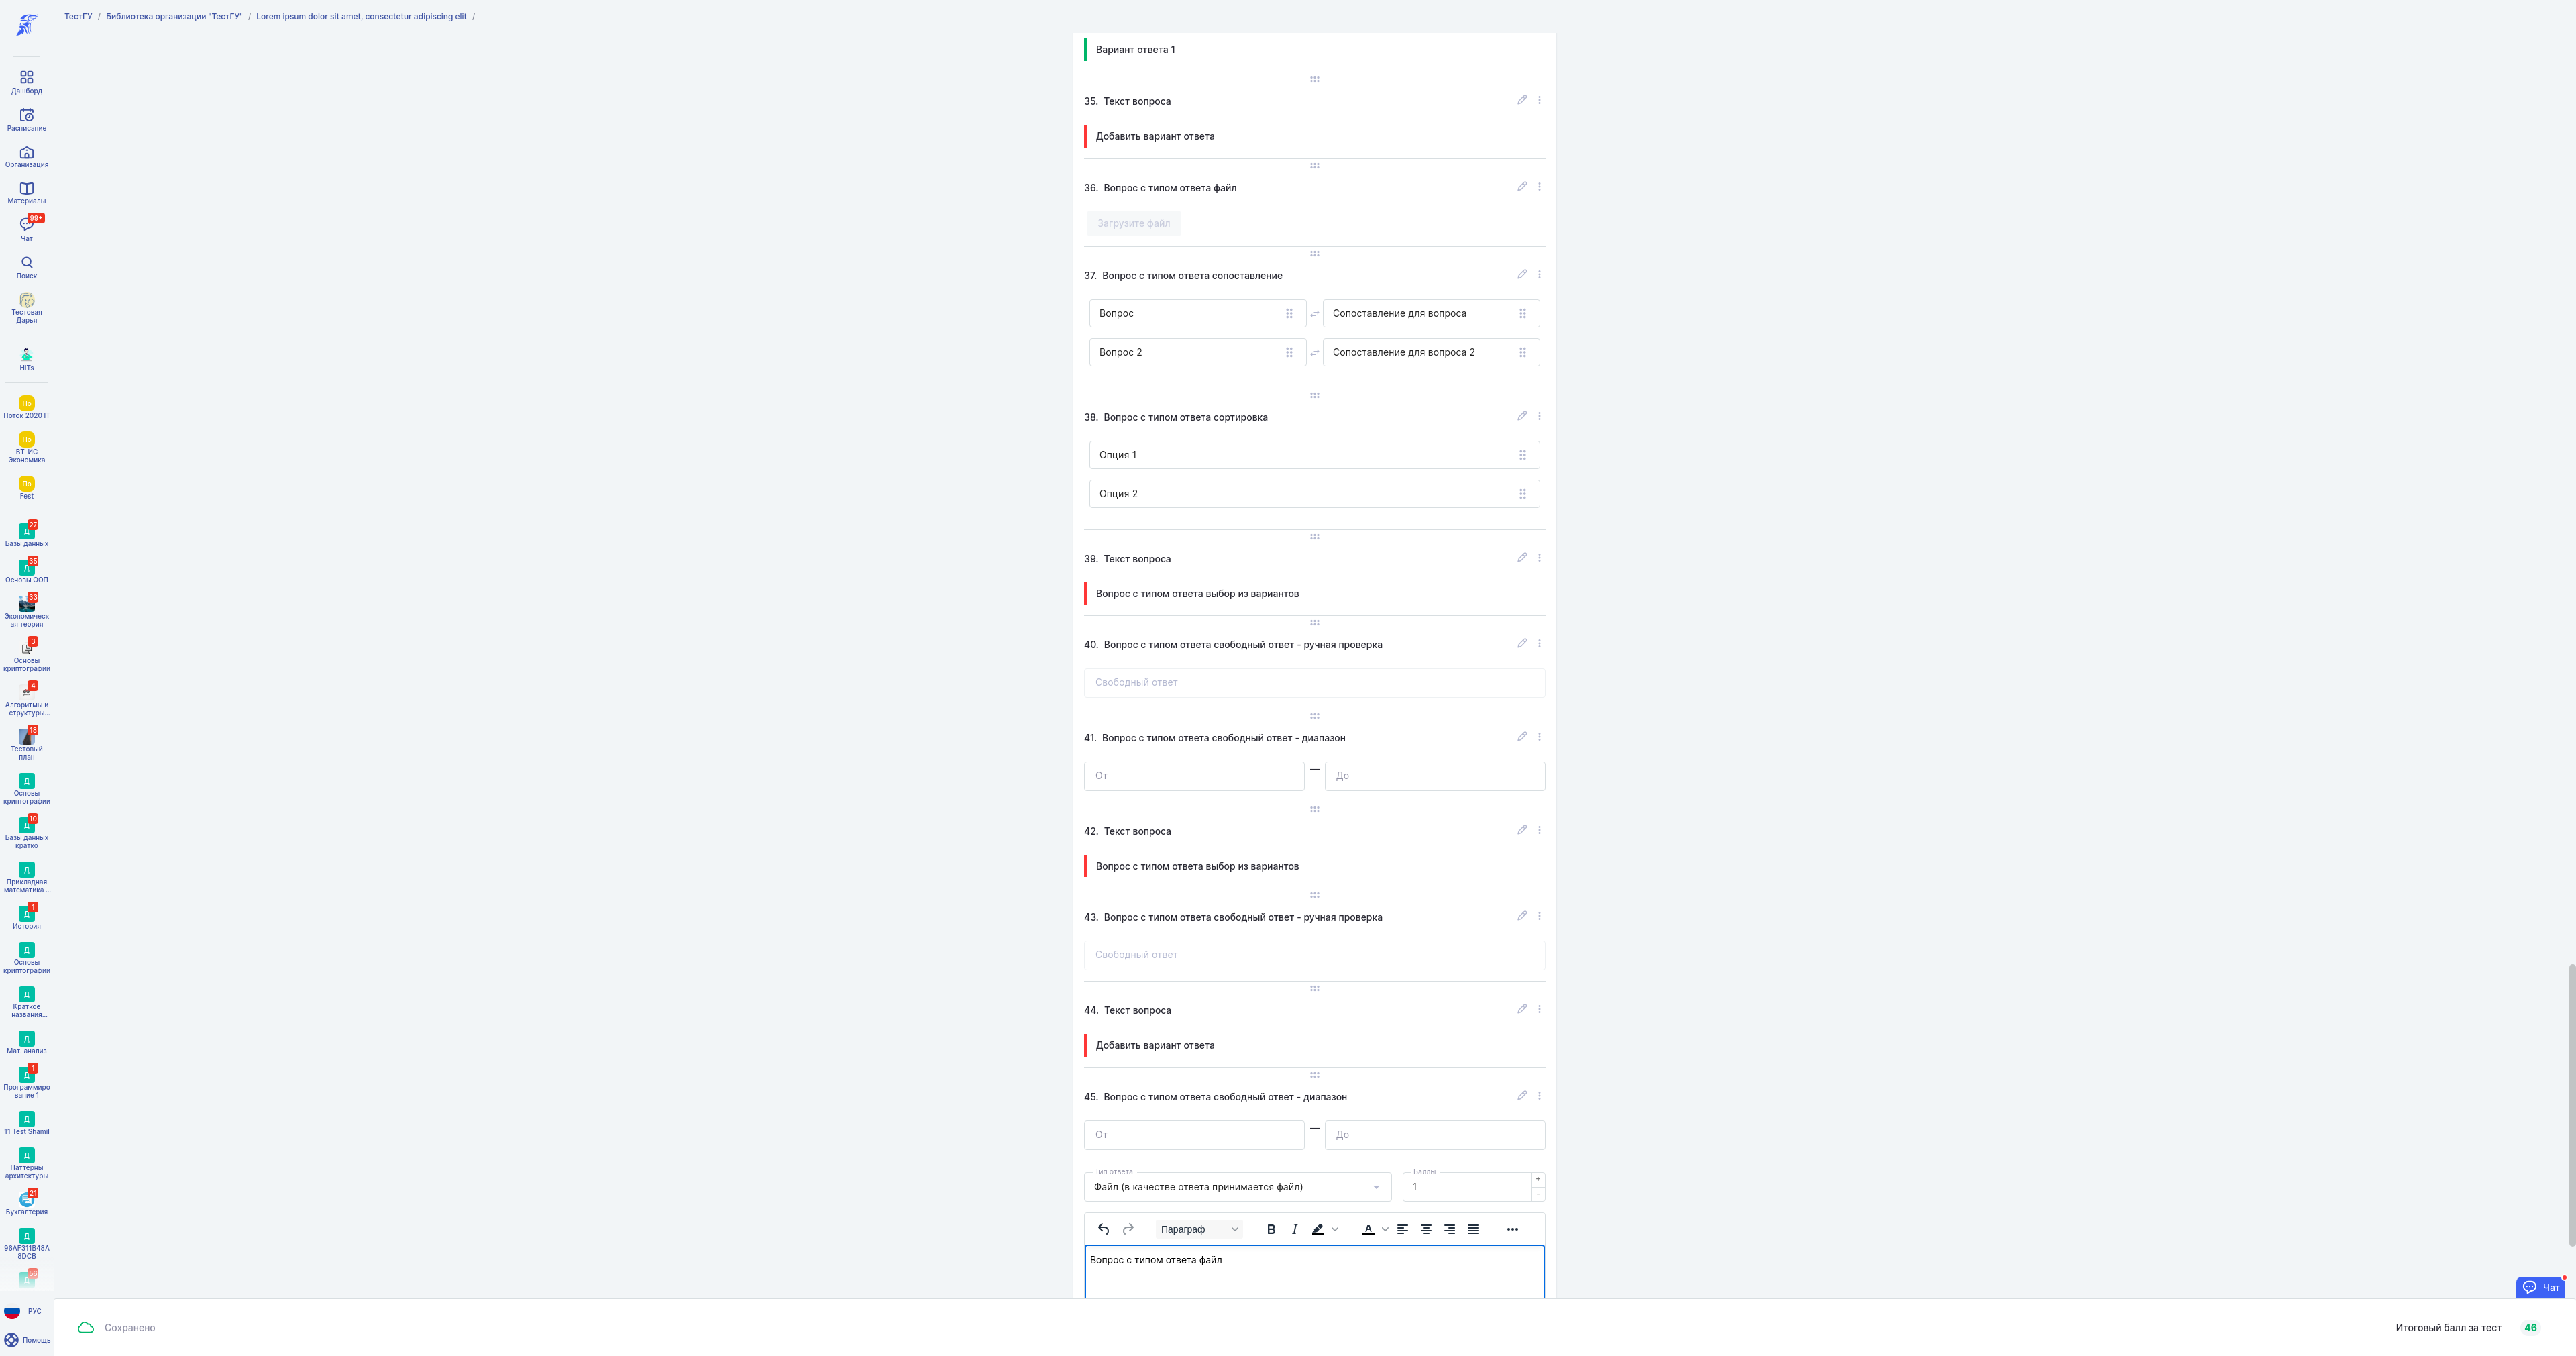 ТестГУ / Библиотека организации "ТестГУ" / Lorem ipsum dolor sit amet, consectetur adipiscing elit /
Дашборд
Расписание
Организация
Материалы
99+
Чат
Поиск
Тестовая
Дарья
HITs
По
Поток 2020 IT
По
ВТ-ИС
Экономика
По
Fest
27
Д
Базы данных
35
Д
Основы ООП
33
Экономическ
ая теория
3
Основы
криптографии
4
Алгоритмы и
структуры...
18
Тестовый
план
Д
Основы
криптографии
10
Д
Базы данных
кратко
Д
Прикладная
математика ...
1
Д
История
Д
Основы
криптографии
Д
Краткое
названия...
Д
Мат. анализ
1
Д
Программиро
вание 1
Д
11 Test Shamil
Д
Паттерны
архитектуры
21
Бухгалтерия
Д
96AF311B48A
8DCB
56
Д
РУС
Помощь
Вариант ответа 1
35. Текст вопроса
Добавить вариант ответа
36. Вопрос с типом ответа файл
Загрузите файл
37. Вопрос с типом ответа сопоставление
Вопрос
Сопоставление для вопроса
Вопрос 2
Сопоставление для вопроса 2
38. Вопрос с типом ответа сортировка
Опция 1
Опция 2
39. Текст вопроса
Вопрос с типом ответа выбор из вариантов
40. Вопрос с типом ответа свободный ответ - ручная проверка
Свободный ответ
41. Вопрос с типом ответа свободный ответ - диапазон
От — До
42. Текст вопроса
Вопрос с типом ответа выбор из вариантов
43. Вопрос с типом ответа свободный ответ - ручная проверка
Свободный ответ
44. Текст вопроса
Добавить вариант ответа
45. Вопрос с типом ответа свободный ответ - диапазон
От — До
Тип ответа
Файл (в качестве ответа принимается файл)
Баллы
1
+
-
Параграф
B I A
Вопрос с типом ответа файл
Чат
Сохранено
Итоговый балл за тест 46